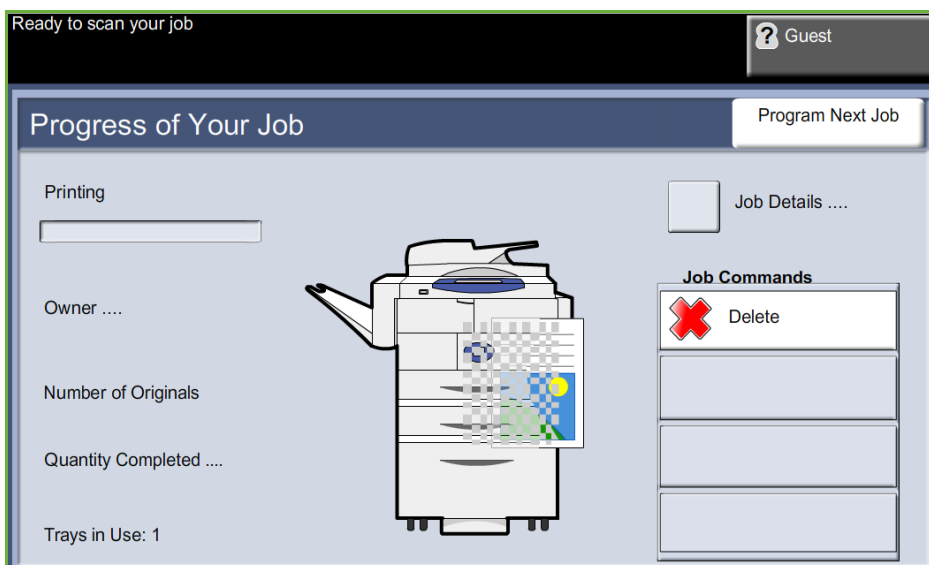 Ready to scan your job
? Guest
Progress of Your Job
Program Next Job
Printing
Job Details ....
Job Commands
Owner ....
Delete
Number of Originals
Quantity Completed ....
Trays in Use: 1